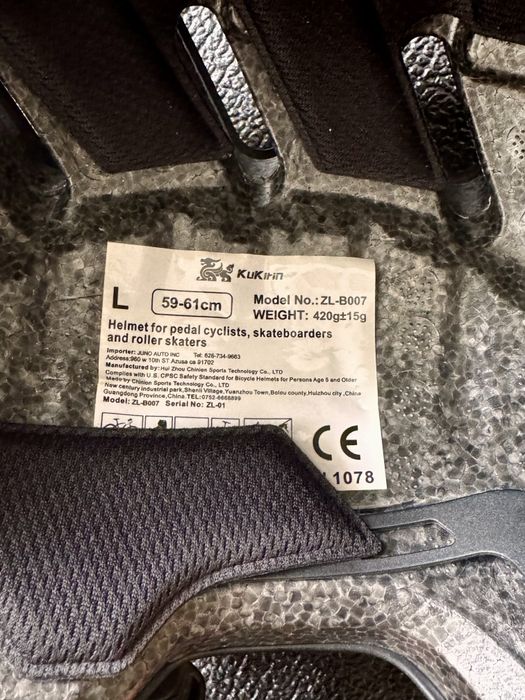 KuKirin
L 59-61cm Model No.:ZL-B007
WEIGHT: 420g±15g
Helmet for pedal cyclists, skateboarders
and roller skaters
Importer: JUNO AUTO INC Tel: 626-734-9663
Address:960 w 10th ST Azusa ca 91702
Manufactured by: Hui Zhou Chinion Sports Technology Co., LTD
Complies with U.S. CPSC Safety Standard for Bicycle Helmets for Persons Age 5 and Older
Made by Chinion Sports Technology Co., LTD
New century industrial park,Shenli Village,Yuanzhou Town,Boluo county,Huizhou city,China
Guangdong Province,China.TEL:0752-6668899
Model: ZL-B007 Serial No.: ZL-01
CE
1078